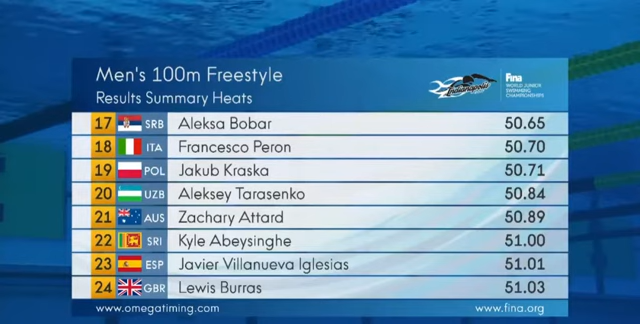 Men's 100m Freestyle
Results Summary Heats
Indianapolis
Fina
WORLD JUNIOR
SWIMMING
CHAMPIONSHIPS
17 SRB Aleksa Bobar 50.65
18 ITA Francesco Peron 50.70
19 POL Jakub Kraska 50.71
20 UZB Aleksey Tarasenko 50.84
21 AUS Zachary Attard 50.89
22 SRI Kyle Abeysinghe 51.00
23 ESP Javier Villanueva Iglesias 51.01
24 GBR Lewis Burras 51.03
www.omegatiming.com www.fina.org